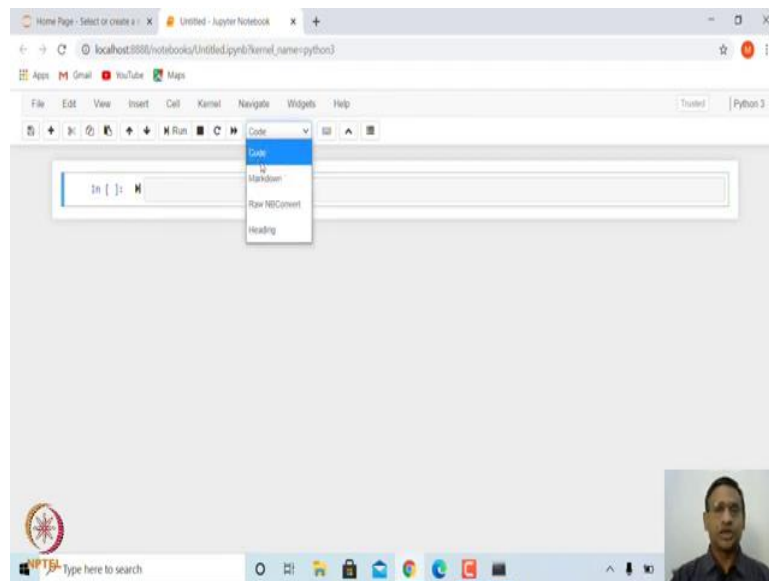 Home Page - Select or create a n
Untitled - Jupyter Notebook
localhost:8888/notebooks/Untitled.ipynb?kernel_name=python3
Apps Gmail YouTube Maps
File Edit View Insert Cell Kernel Navigate Widgets Help Trusted Python 3
Run Code
Code
Markdown
Raw NBConvert
Heading
In [ ]:
NPTEL Type here to search